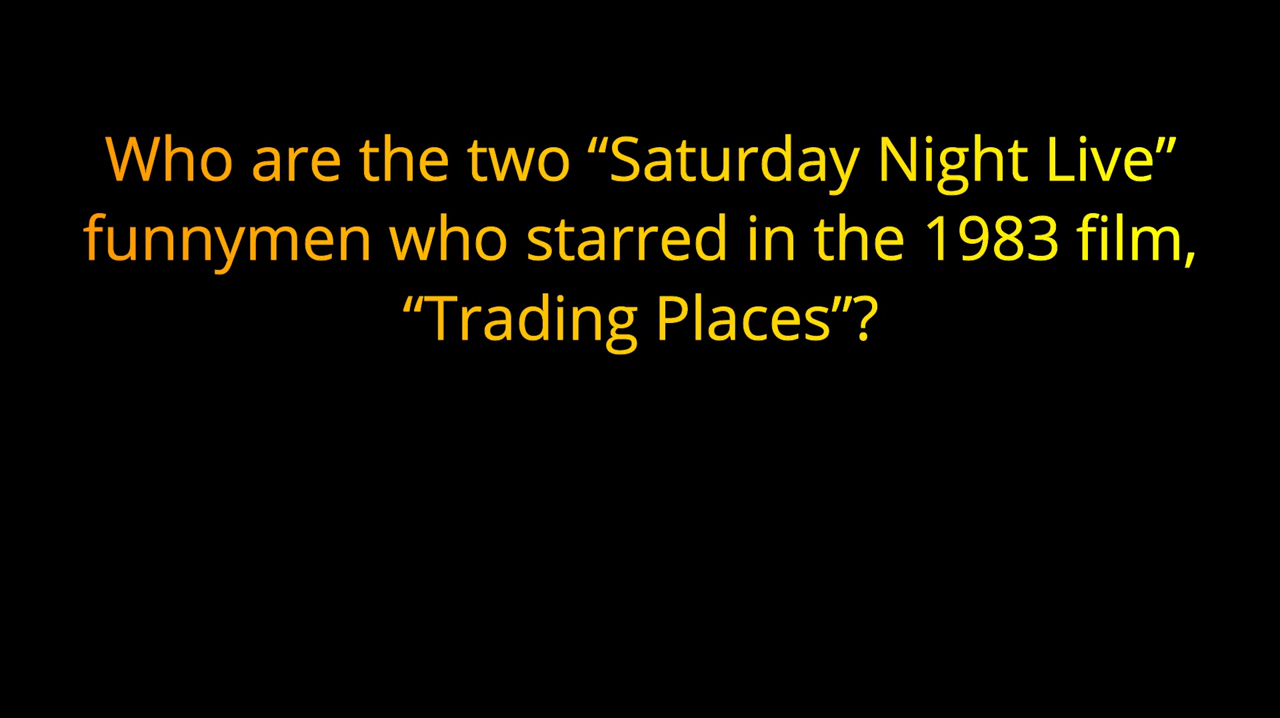 Who are the two “Saturday Night Live”
funnymen who starred in the 1983 film,
“Trading Places”?